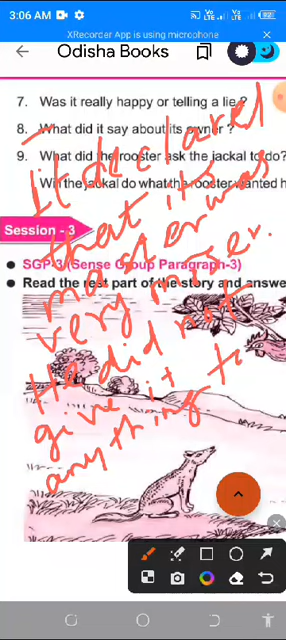 3:06 AM
XRecorder App is using microphone
Odisha Books
7. Was it really happy or telling a lie?
8. What did it say about its owner ?
9. What did the rooster ask the jackal to do?
Will the jackal do what the rooster wanted h
Session - 3
SGP-3 (Sense Group Paragraph-3)
Read the rest part of the story and answe
It declared
that its
master was
very
He did not
give it
anything to